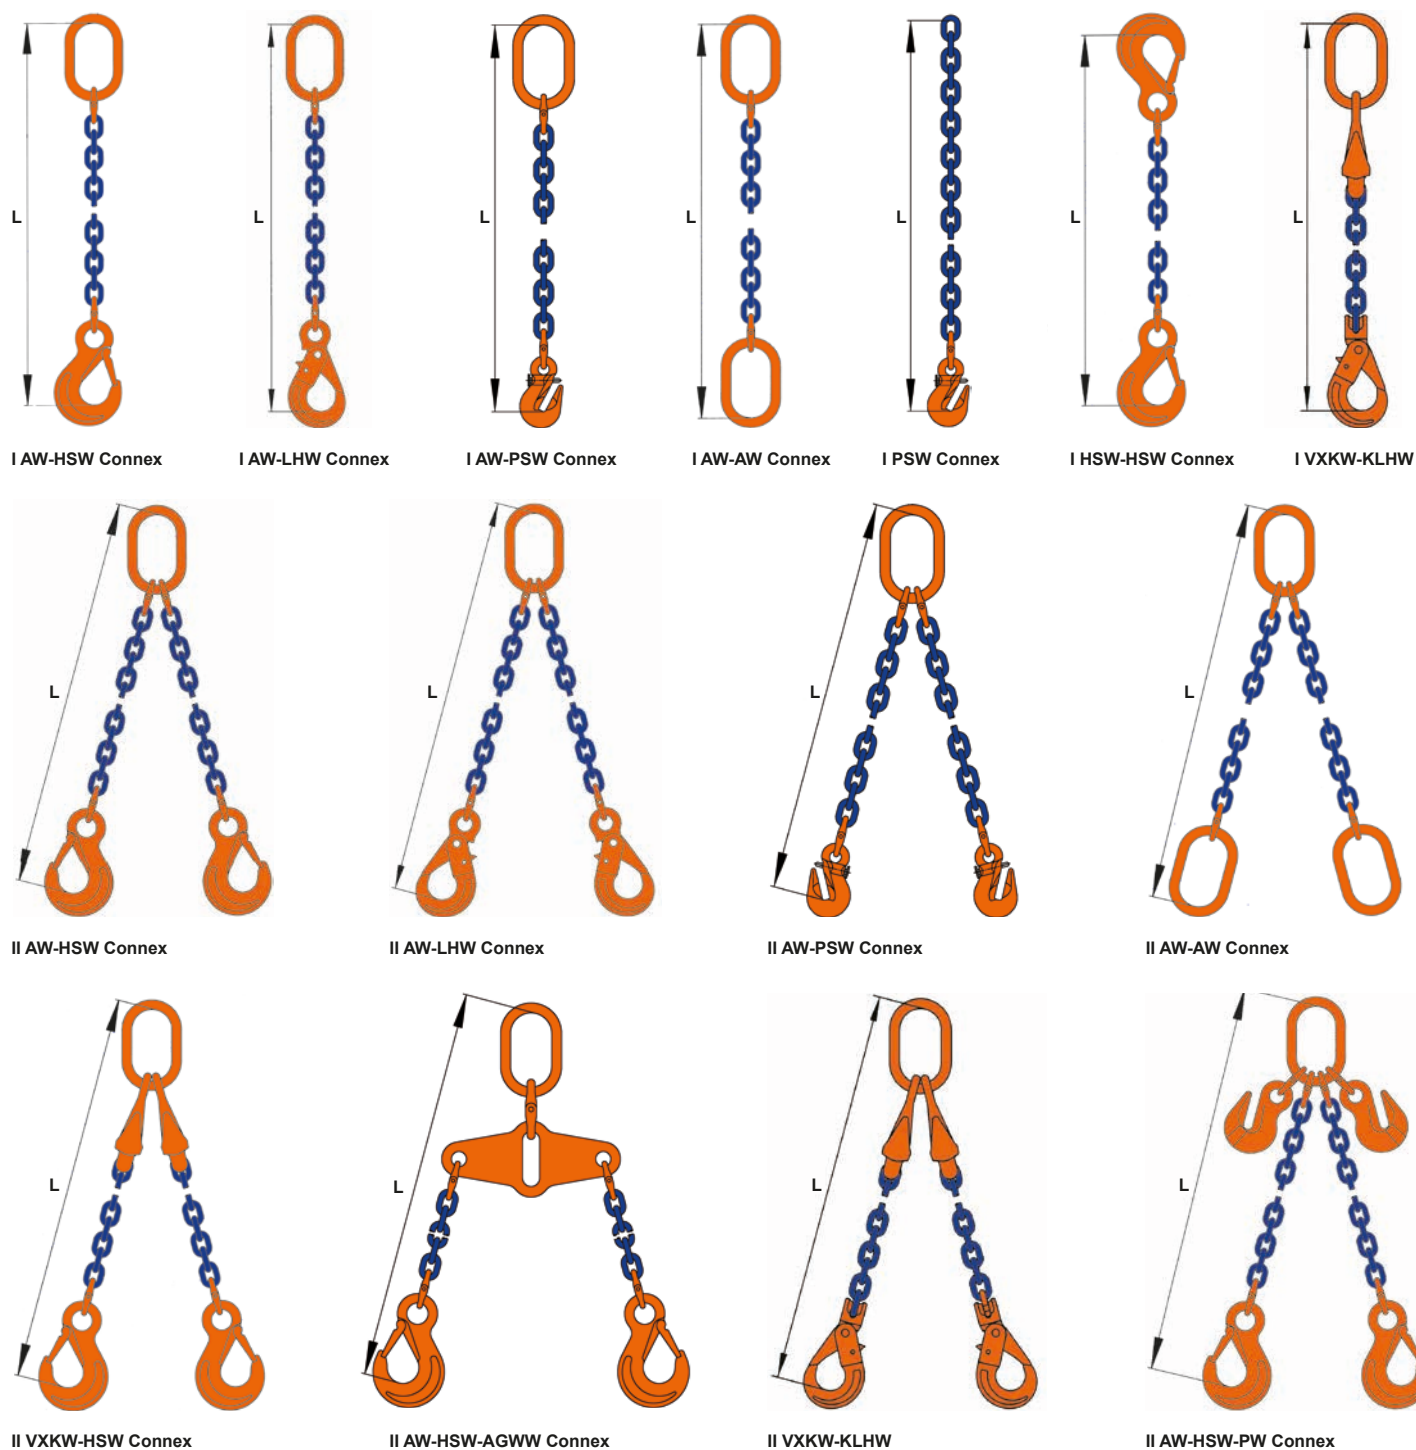 L L L L L L L
I AW-HSW Connex I AW-LHW Connex I AW-PSW Connex I AW-AW Connex I PSW Connex I HSW-HSW Connex I VXKW-KLHW
L L L L
II AW-HSW Connex II AW-LHW Connex II AW-PSW Connex II AW-AW Connex
L L L L
II VXKW-HSW Connex II AW-HSW-AGWW Connex II VXKW-KLHW II AW-HSW-PW Connex